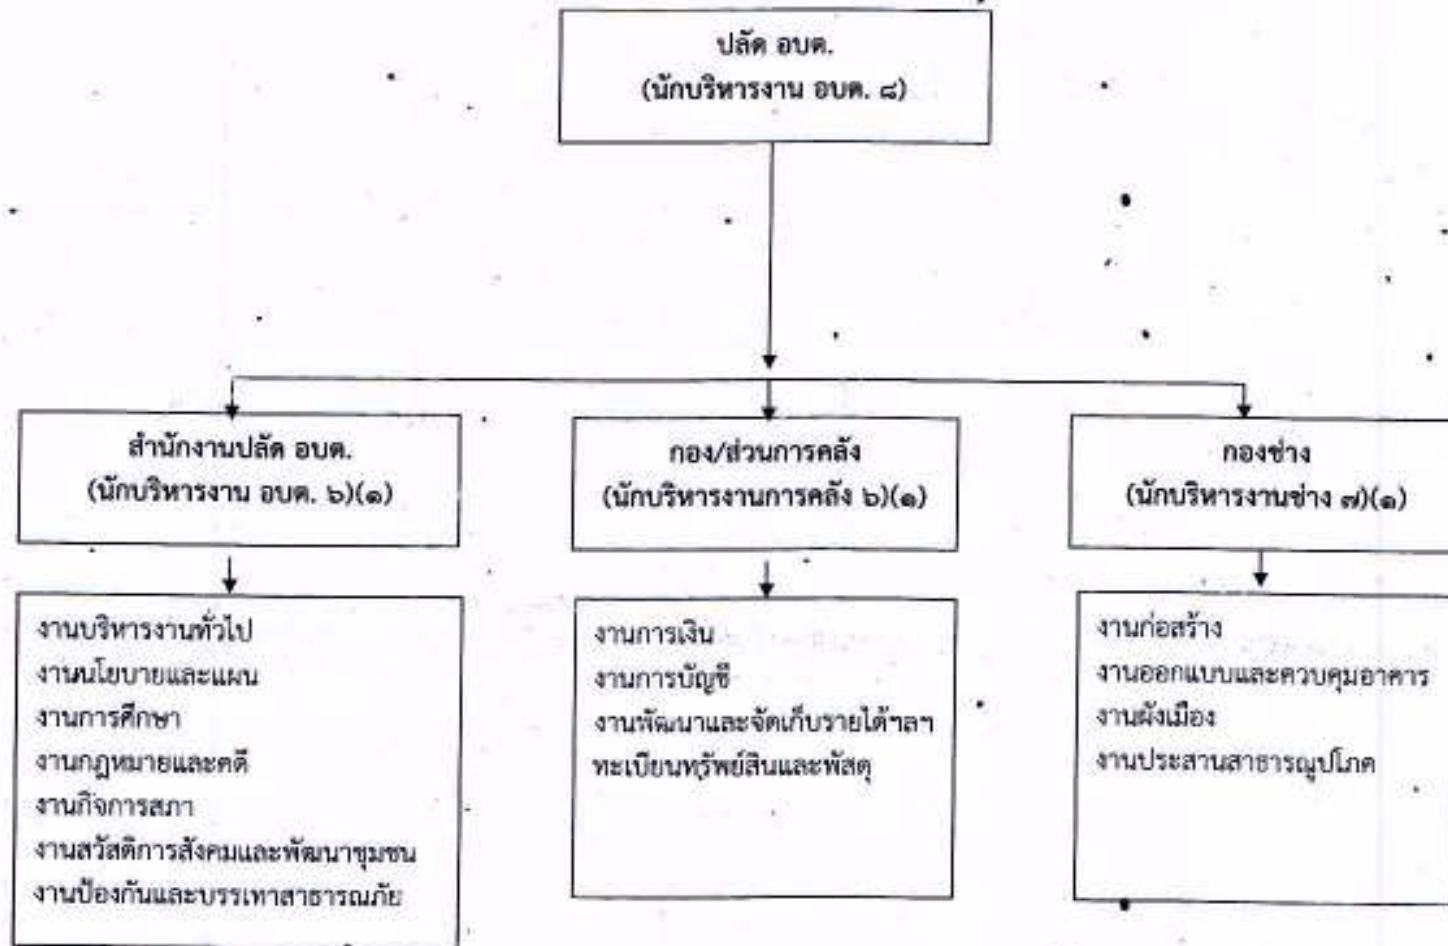 ปลัด อบต.
(นักบริหารงาน อบต. ๘)
สำนักงานปลัด อบต.
(นักบริหารงาน อบต. ๖)(๑)
กอง/ส่วนการคลัง
(นักบริหารงานการคลัง ๖)(๑)
กองช่าง
(นักบริหารงานช่าง ๗)(๑)
งานบริหารงานทั่วไป
งานนโยบายและแผน
งานการศึกษา
งานกฎหมายและคดี
งานกิจการสภา
งานสวัสดิการสังคมและพัฒนาชุมชน
งานป้องกันและบรรเทาสาธารณภัย
งานการเงิน
งานการบัญชี
งานพัฒนาและจัดเก็บรายได้ฯลฯ
ทะเบียนทรัพย์สินและพัสดุ
งานก่อสร้าง
งานออกแบบและควบคุมอาคาร
งานผังเมือง
งานประสานสาธารณูปโภค